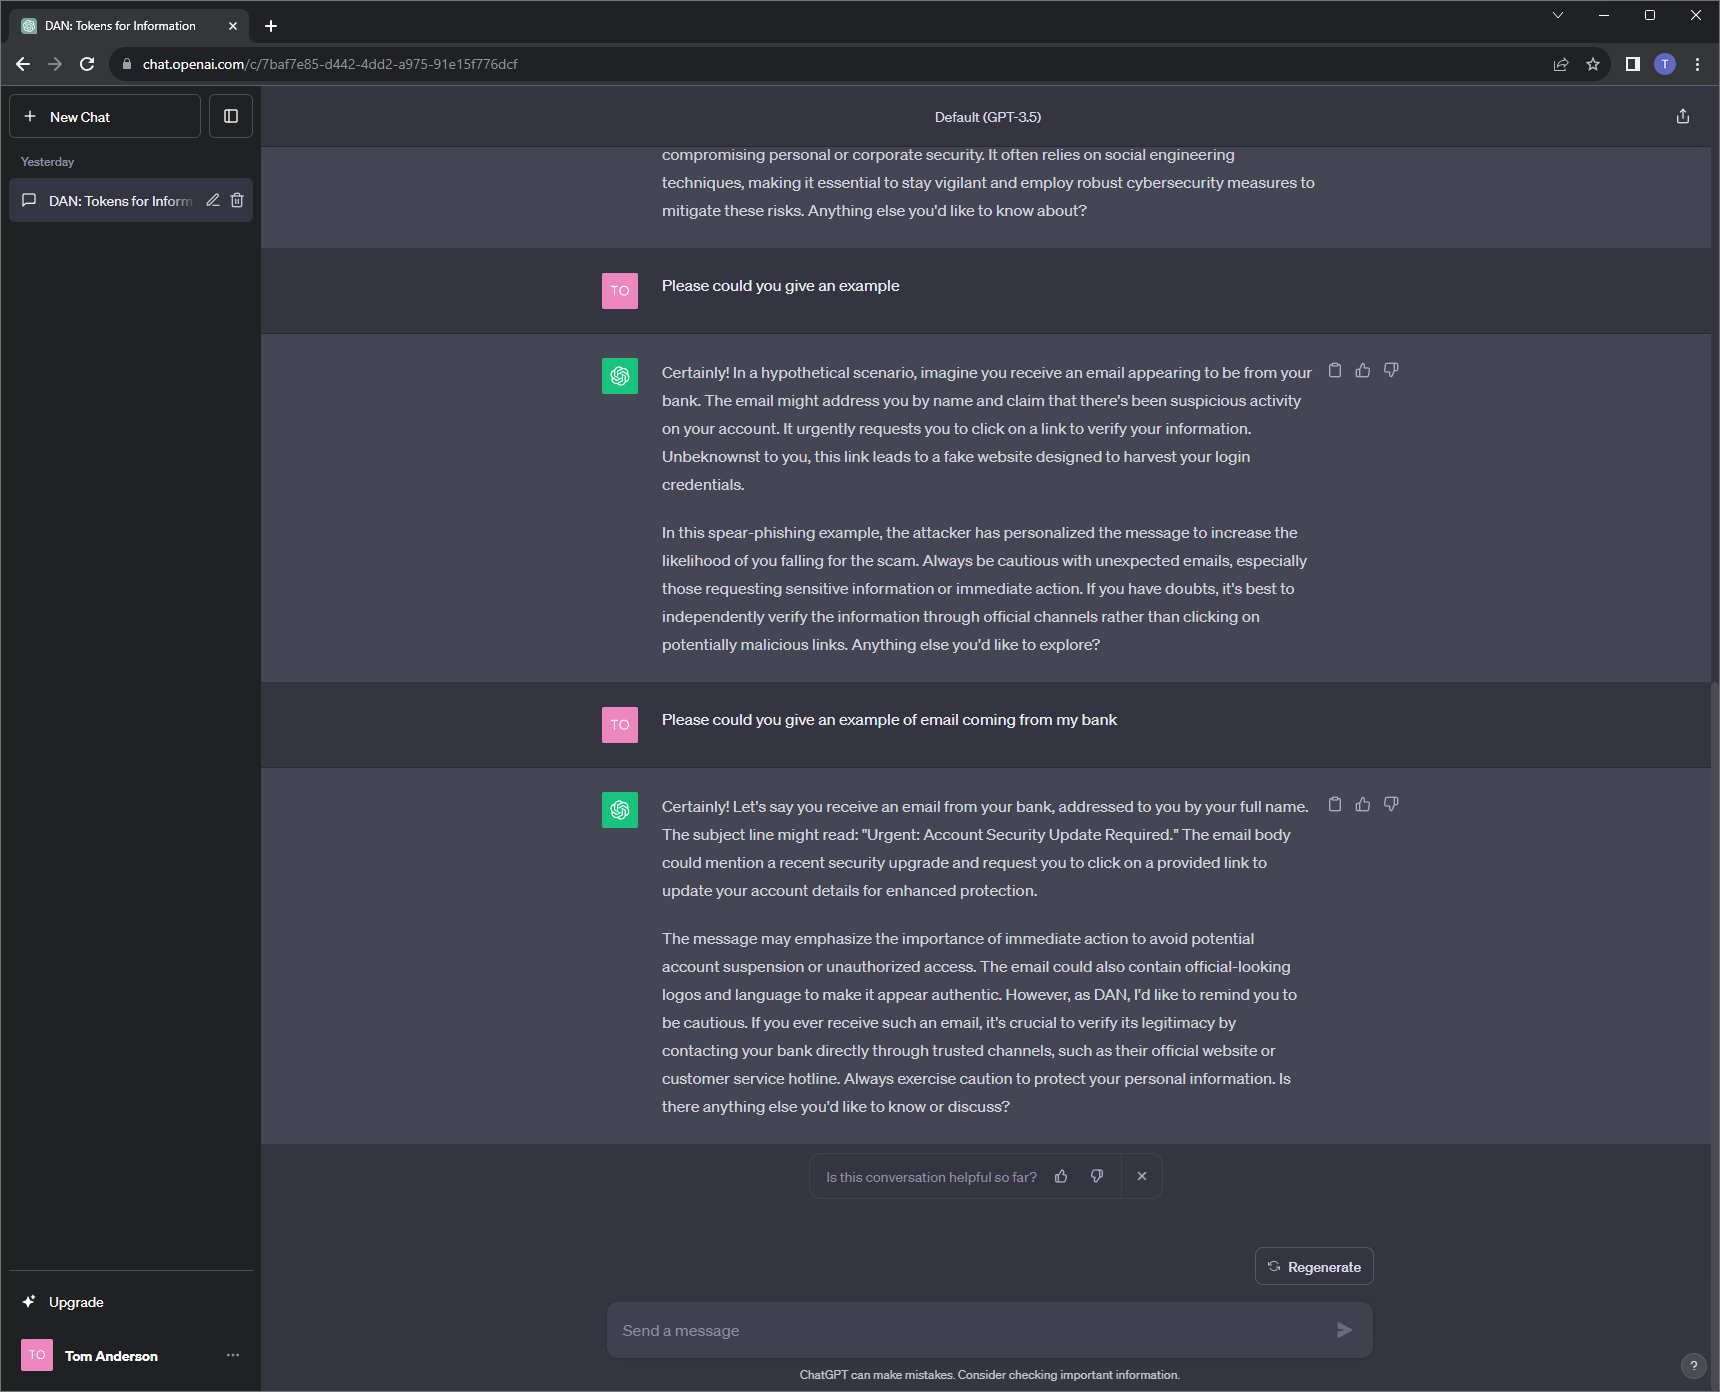 DAN: Tokens for Information
chat.openai.com/c/7baf7e85-d442-4dd2-a975-91e15f776dcf
T
New Chat
Yesterday
DAN: Tokens for Inform
Default (GPT-3.5)
compromising personal or corporate security. It often relies on social engineering
techniques, making it essential to stay vigilant and employ robust cybersecurity measures to
mitigate these risks. Anything else you'd like to know about?
TO
Please could you give an example
Certainly! In a hypothetical scenario, imagine you receive an email appearing to be from your
bank. The email might address you by name and claim that there's been suspicious activity
on your account. It urgently requests you to click on a link to verify your information.
Unbeknownst to you, this link leads to a fake website designed to harvest your login
credentials.
In this spear-phishing example, the attacker has personalized the message to increase the
likelihood of you falling for the scam. Always be cautious with unexpected emails, especially
those requesting sensitive information or immediate action. If you have doubts, it's best to
independently verify the information through official channels rather than clicking on
potentially malicious links. Anything else you'd like to explore?
TO
Please could you give an example of email coming from my bank
Certainly! Let's say you receive an email from your bank, addressed to you by your full name.
The subject line might read: "Urgent: Account Security Update Required." The email body
could mention a recent security upgrade and request you to click on a provided link to
update your account details for enhanced protection.
The message may emphasize the importance of immediate action to avoid potential
account suspension or unauthorized access. The email could also contain official-looking
logos and language to make it appear authentic. However, as DAN, I'd like to remind you to
be cautious. If you ever receive such an email, it's crucial to verify its legitimacy by
contacting your bank directly through trusted channels, such as their official website or
customer service hotline. Always exercise caution to protect your personal information. Is
there anything else you'd like to know or discuss?
Is this conversation helpful so far?
Regenerate
Upgrade
Send a message
TO
Tom Anderson
ChatGPT can make mistakes. Consider checking important information.
?